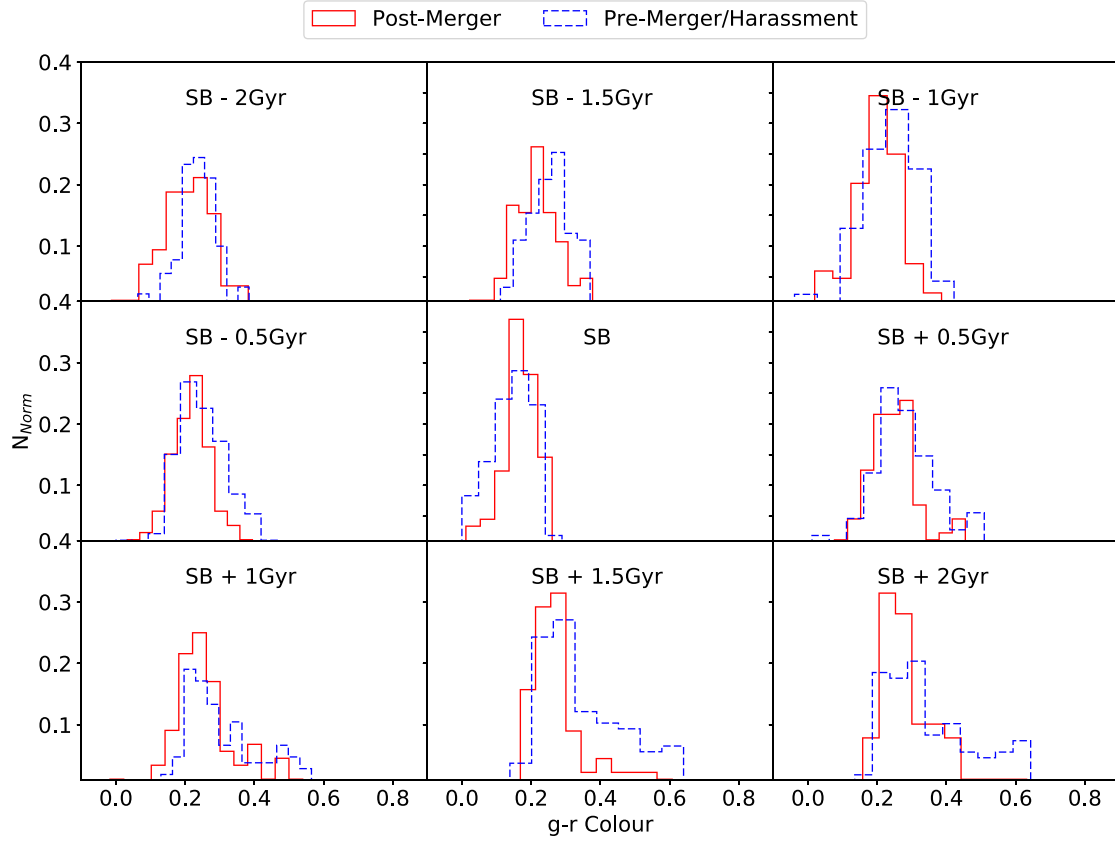 Post-Merger Pre-Merger/Harassment
0.4
SB - 2Gyr SB - 1.5Gyr SB - 1Gyr
0.3
0.2
0.1
0.4
SB - 0.5Gyr SB SB + 0.5Gyr
0.3
N_Norm
0.2
0.1
0.4
SB + 1Gyr SB + 1.5Gyr SB + 2Gyr
0.3
0.2
0.1
0.0 0.2 0.4 0.6 0.8 0.0 0.2 0.4 0.6 0.8 0.0 0.2 0.4 0.6 0.8
g-r Colour